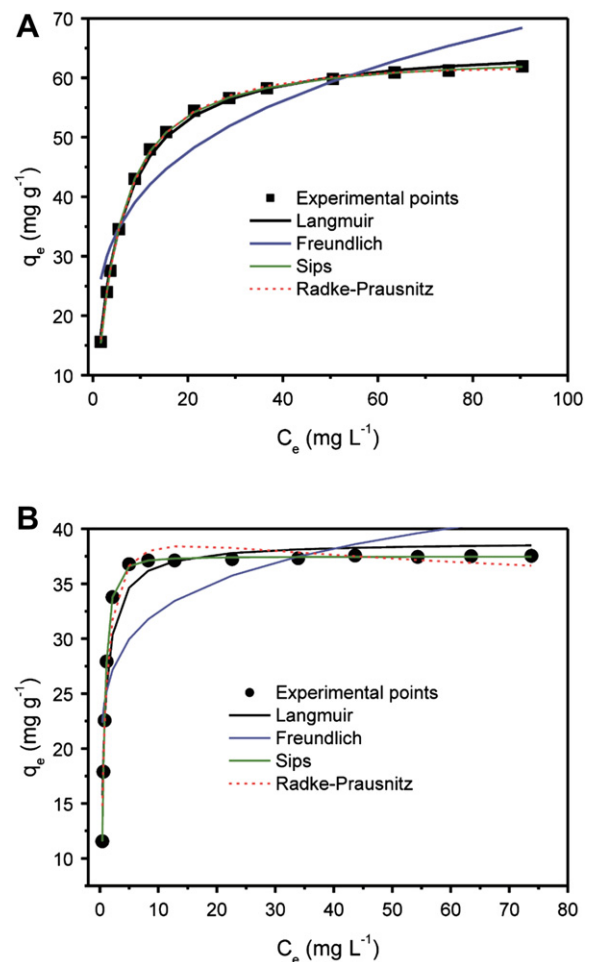 A
70
60
50
40
30
20
10
qe (mg g-1)
Experimental points
Langmuir
Freundlich
Sips
Radke-Prausnitz
0 20 40 60 80 100
Ce (mg L-1)
B
40
35
30
25
20
15
10
qe (mg g-1)
Experimental points
Langmuir
Freundlich
Sips
Radke-Prausnitz
0 10 20 30 40 50 60 70 80
Ce (mg L-1)